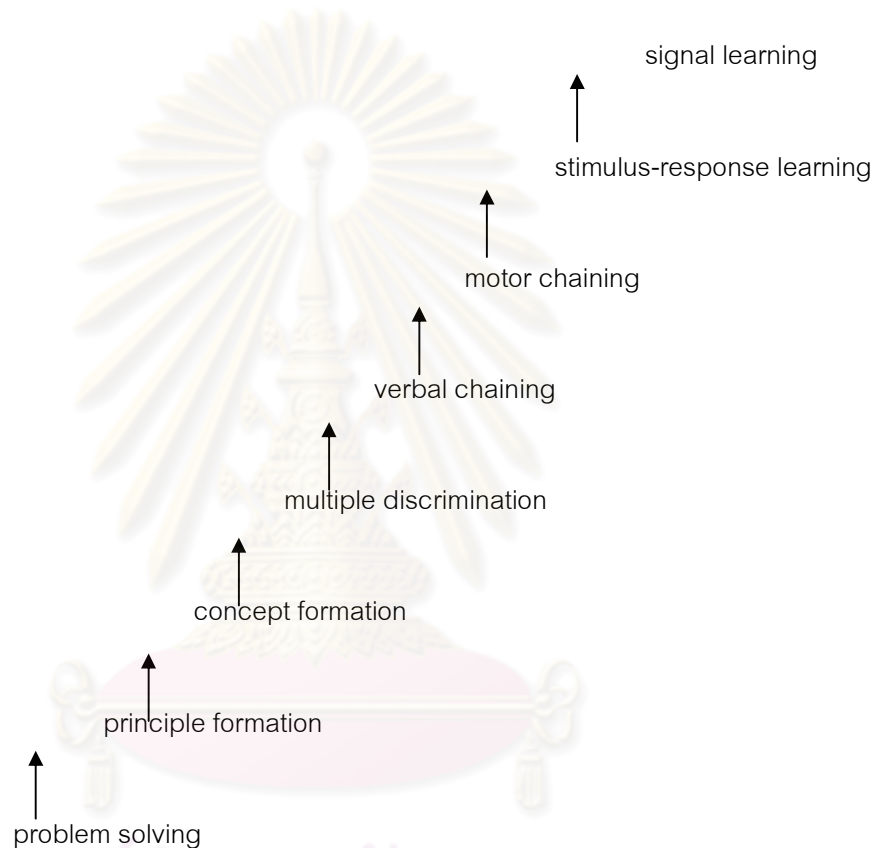 signal learning
stimulus-response learning
motor chaining
verbal chaining
multiple discrimination
concept formation
principle formation
problem solving